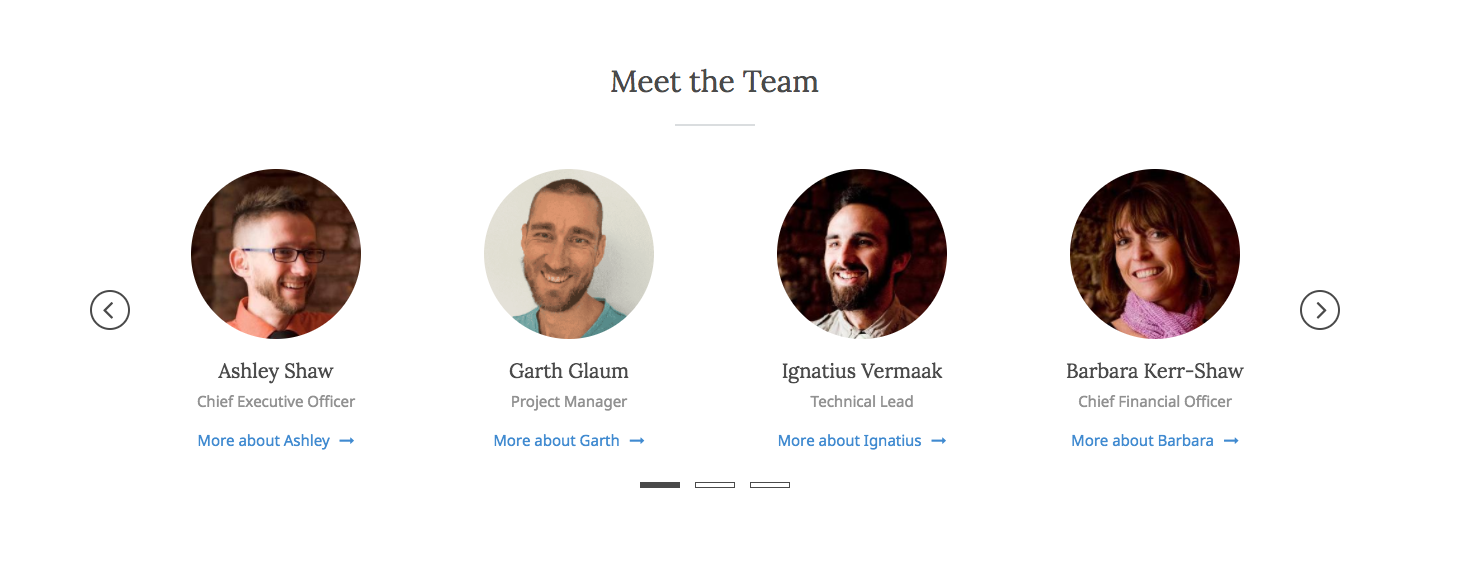 Meet the Team
Ashley Shaw
Chief Executive Officer
More about Ashley
Garth Glaum
Project Manager
More about Garth
Ignatius Vermaak
Technical Lead
More about Ignatius
Barbara Kerr-Shaw
Chief Financial Officer
More about Barbara